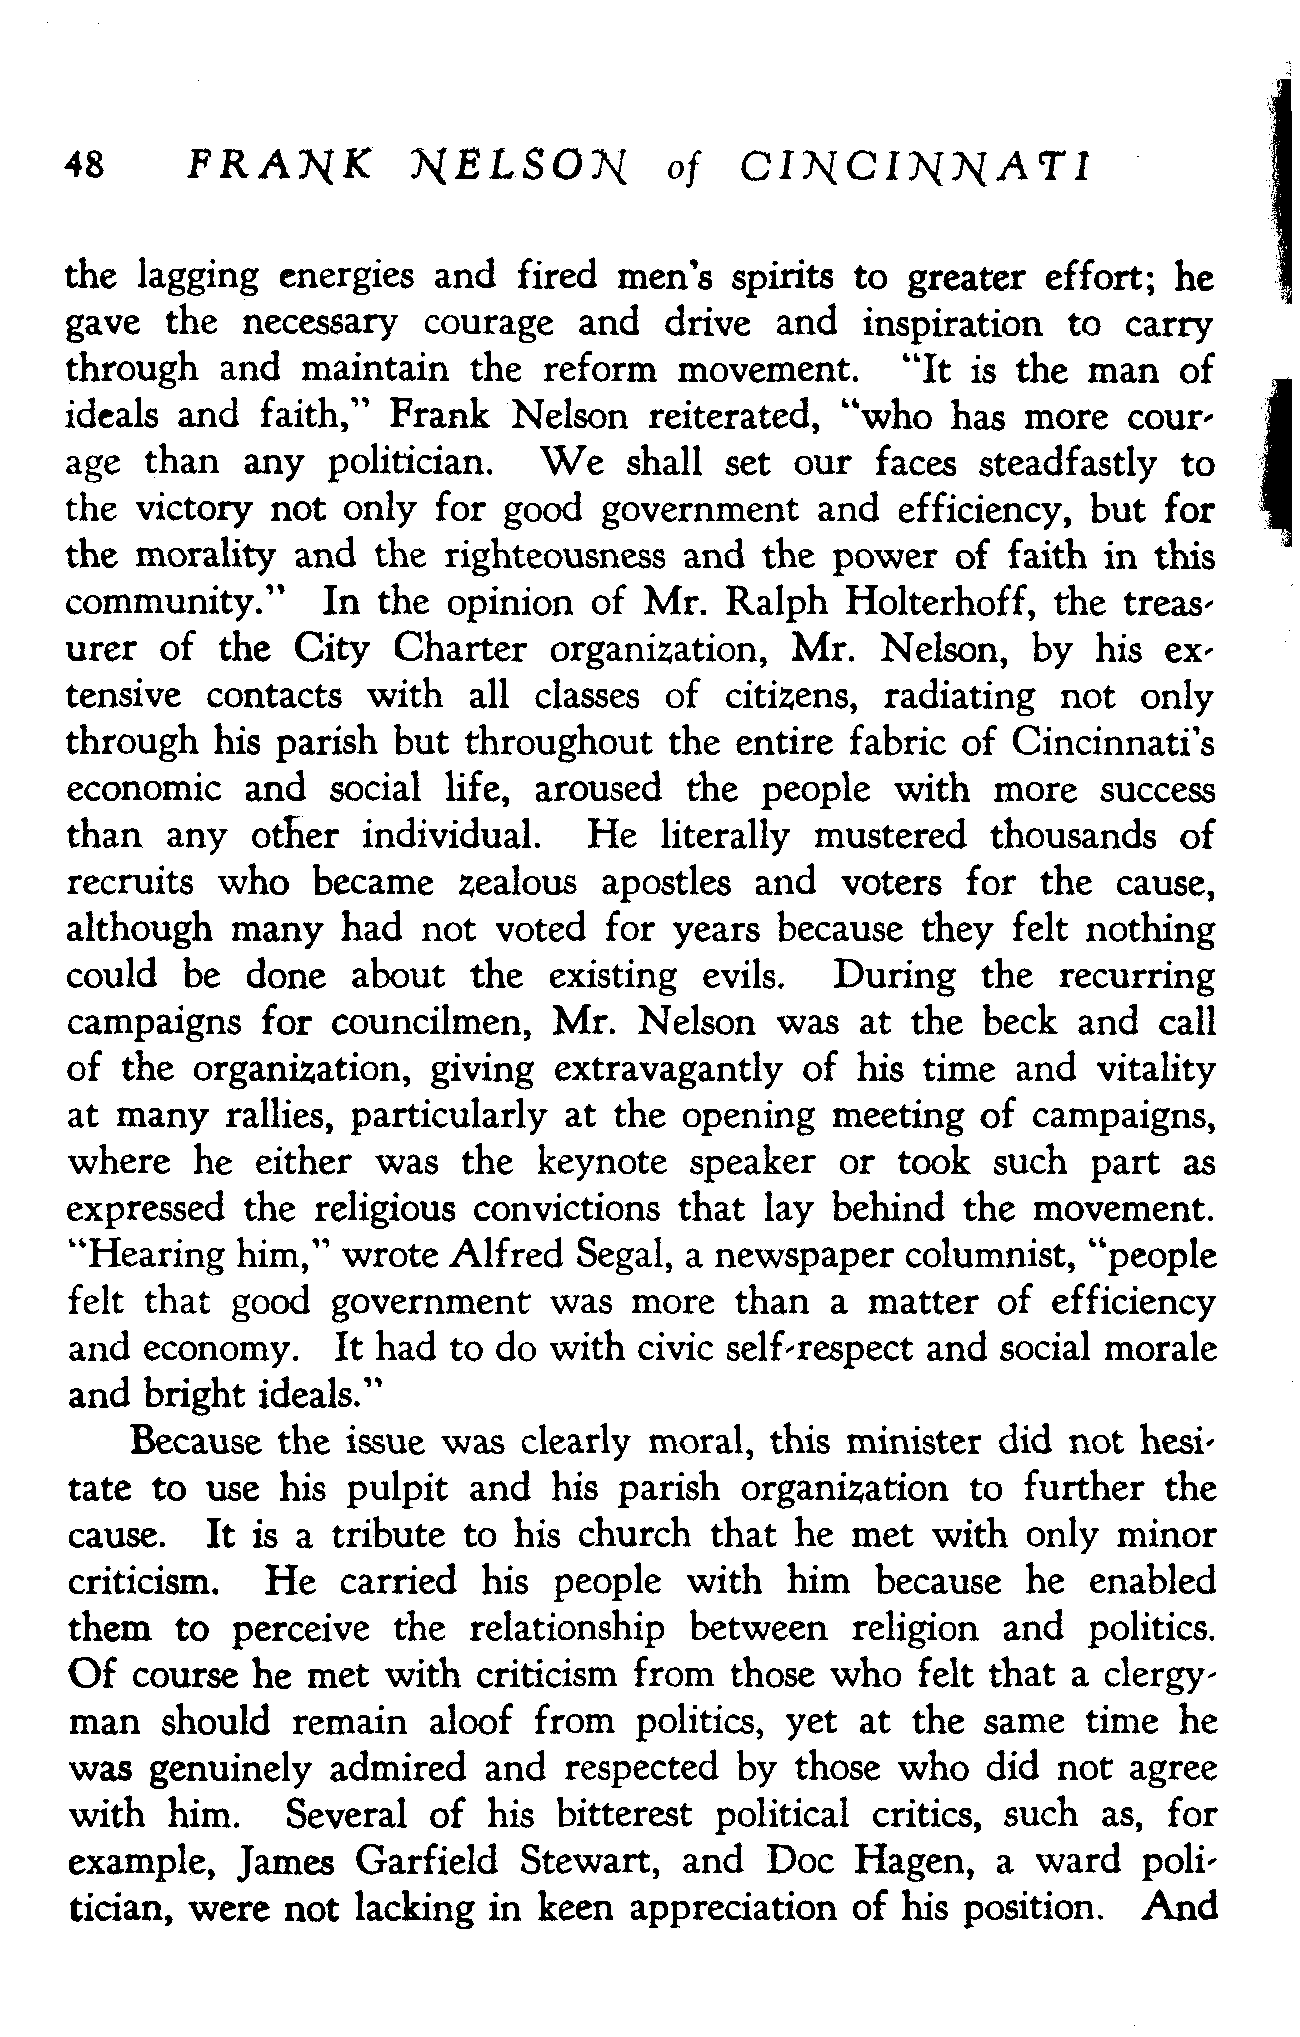 48 FRANK NELSON of CINCINNATI
the lagging energies and fired men's spirits to greater effort; he
gave the necessary courage and drive and inspiration to carry
through and maintain the reform movement. "It is the man of
ideals and faith," Frank Nelson reiterated, "who has more cour-
age than any politician. We shall set our faces steadfastly to
the victory not only for good government and efficiency, but for
the morality and the righteousness and the power of faith in this
community." In the opinion of Mr. Ralph Holterhoff, the treas-
urer of the City Charter organization, Mr. Nelson, by his ex-
tensive contacts with all classes of citizens, radiating not only
through his parish but throughout the entire fabric of Cincinnati's
economic and social life, aroused the people with more success
than any other individual. He literally mustered thousands of
recruits who became zealous apostles and voters for the cause,
although many had not voted for years because they felt nothing
could be done about the existing evils. During the recurring
campaigns for councilmen, Mr. Nelson was at the beck and call
of the organization, giving extravagantly of his time and vitality
at many rallies, particularly at the opening meeting of campaigns,
where he either was the keynote speaker or took such part as
expressed the religious convictions that lay behind the movement.
"Hearing him," wrote Alfred Segal, a newspaper columnist, "people
felt that good government was more than a matter of efficiency
and economy. It had to do with civic self-respect and social morale
and bright ideals."
Because the issue was clearly moral, this minister did not hesi-
tate to use his pulpit and his parish organization to further the
cause. It is a tribute to his church that he met with only minor
criticism. He carried his people with him because he enabled
them to perceive the relationship between religion and politics.
Of course he met with criticism from those who felt that a clergy-
man should remain aloof from politics, yet at the same time he
was genuinely admired and respected by those who did not agree
with him. Several of his bitterest political critics, such as, for
example, James Garfield Stewart, and Doc Hagen, a ward poli-
tician, were not lacking in keen appreciation of his position. And